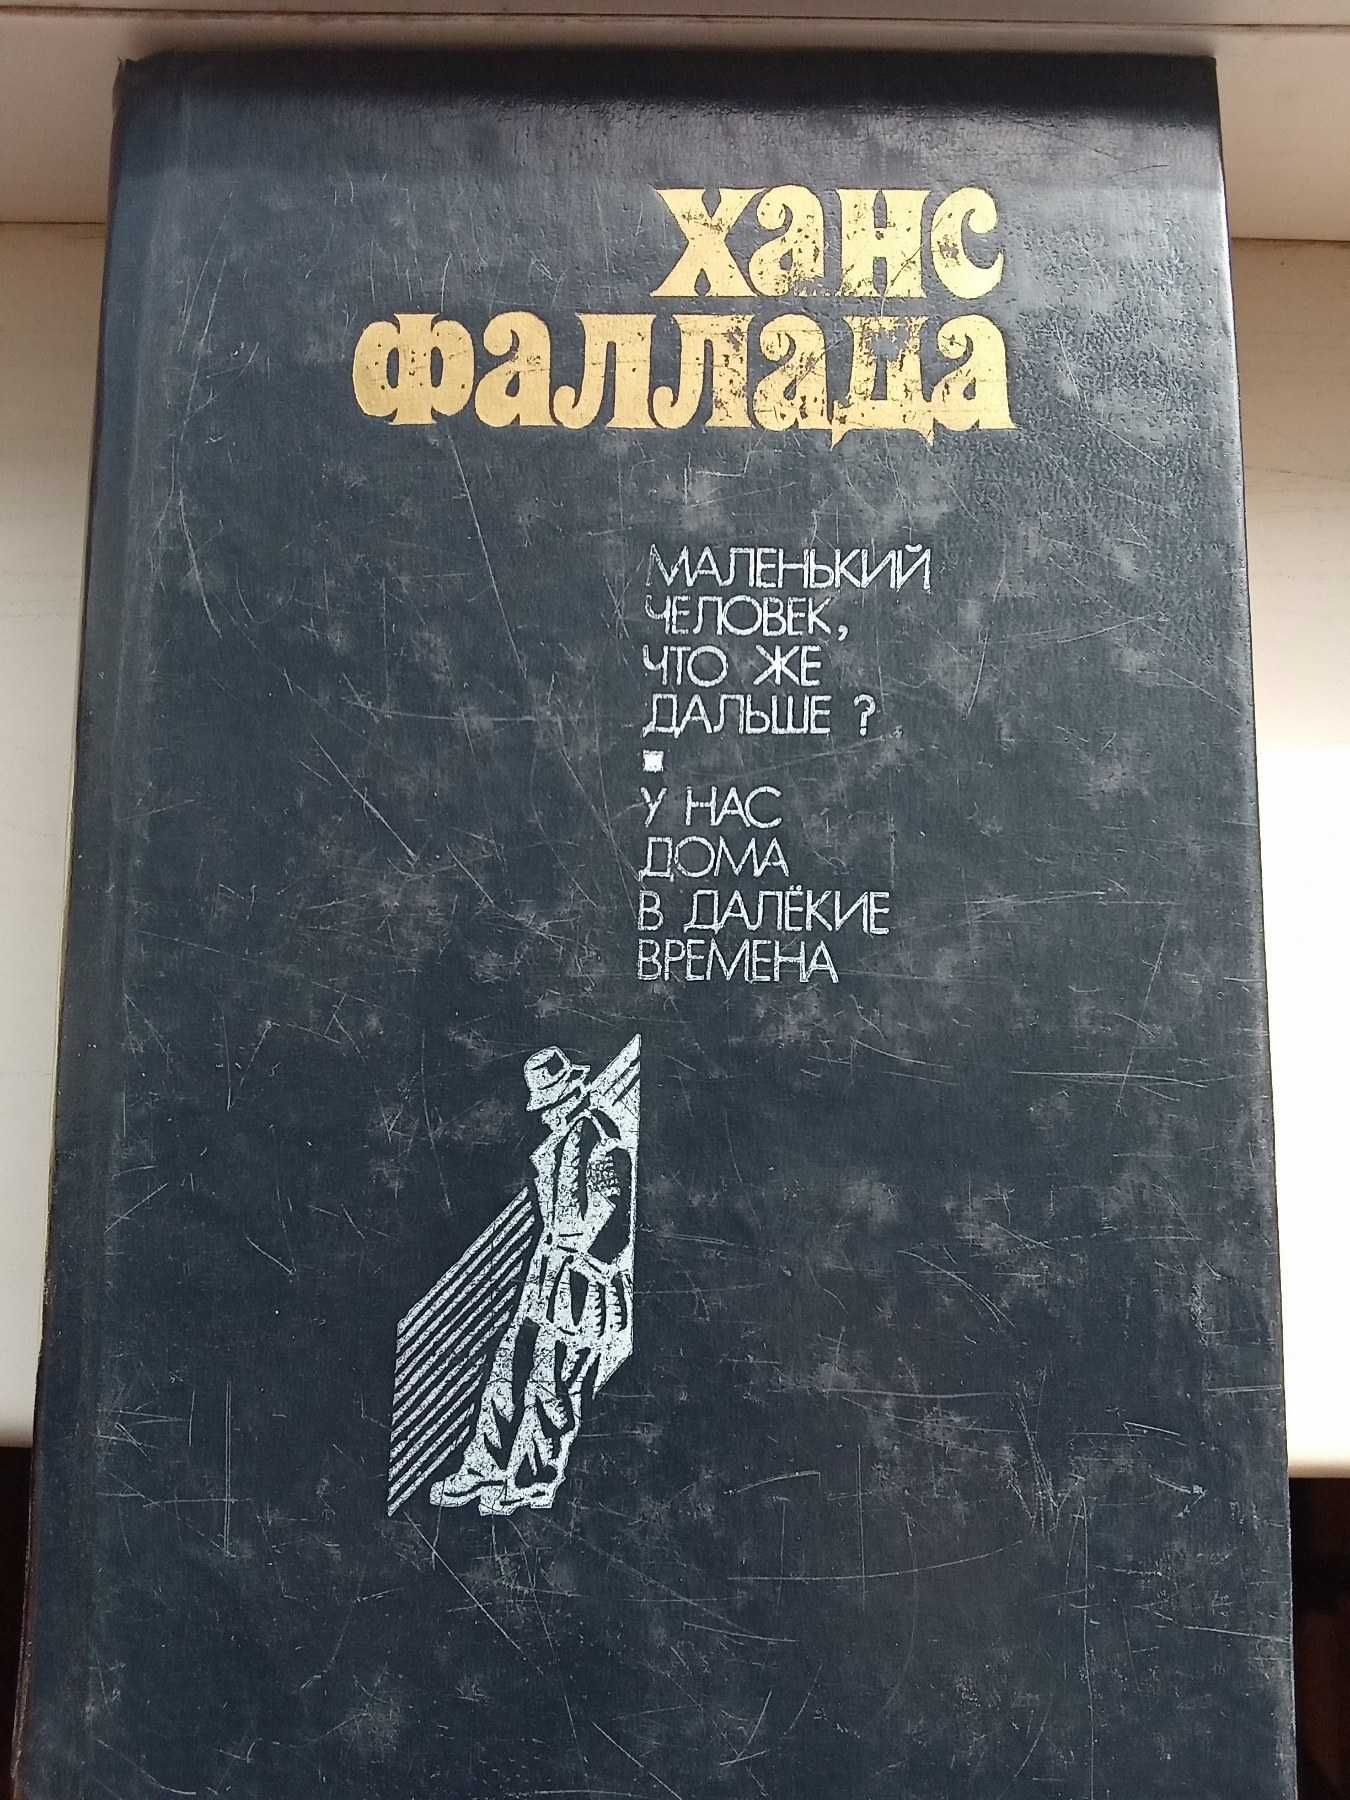 ХАНС
ФАЛЛАДА
МАЛЕНЬКИЙ
ЧЕЛОВЕК,
ЧТО ЖЕ
ДАЛЬШЕ ?
У НАС
ДОМА
В ДАЛЁКИЕ
ВРЕМЕНА